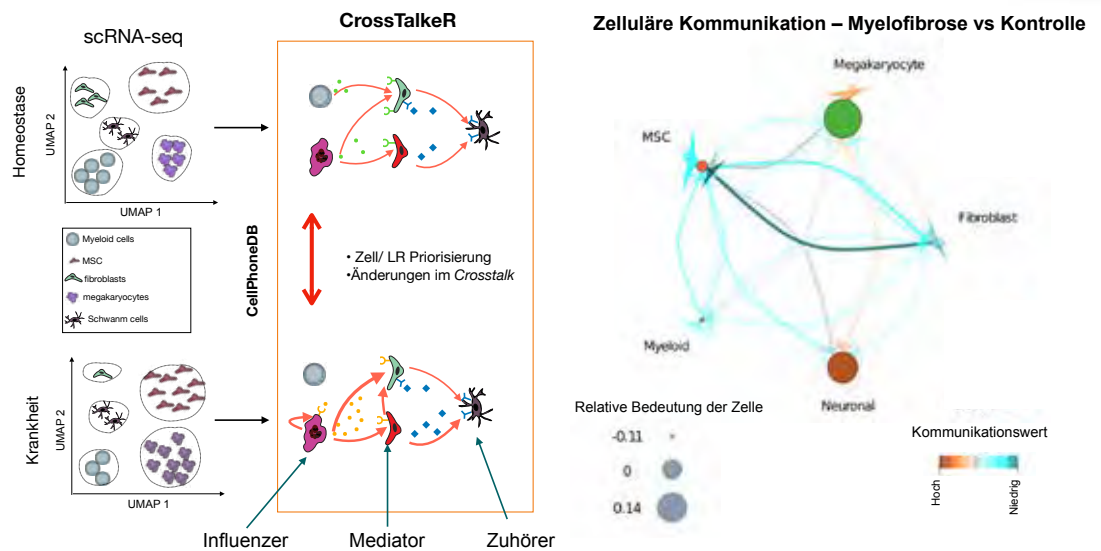 scRNA-seq
Homeostase
UMAP 2
UMAP 1
Myeloid cells
MSC
fibroblasts
megakaryocytes
Schwanm cells
Krankheit
UMAP 2
UMAP 1
CrossTalkeR
CellPhoneDB
• Zell/ LR Priorisierung
•Änderungen im Crosstalk
Influenzer
Mediator
Zuhörer
Zelluläre Kommunikation – Myelofibrose vs Kontrolle
Megakaryocyte
MSC
Fibroblast
Myeloid
Neuronal
Relative Bedeutung der Zelle
-0.11
0
0.14
Kommunikationswert
Hoch
Niedrig